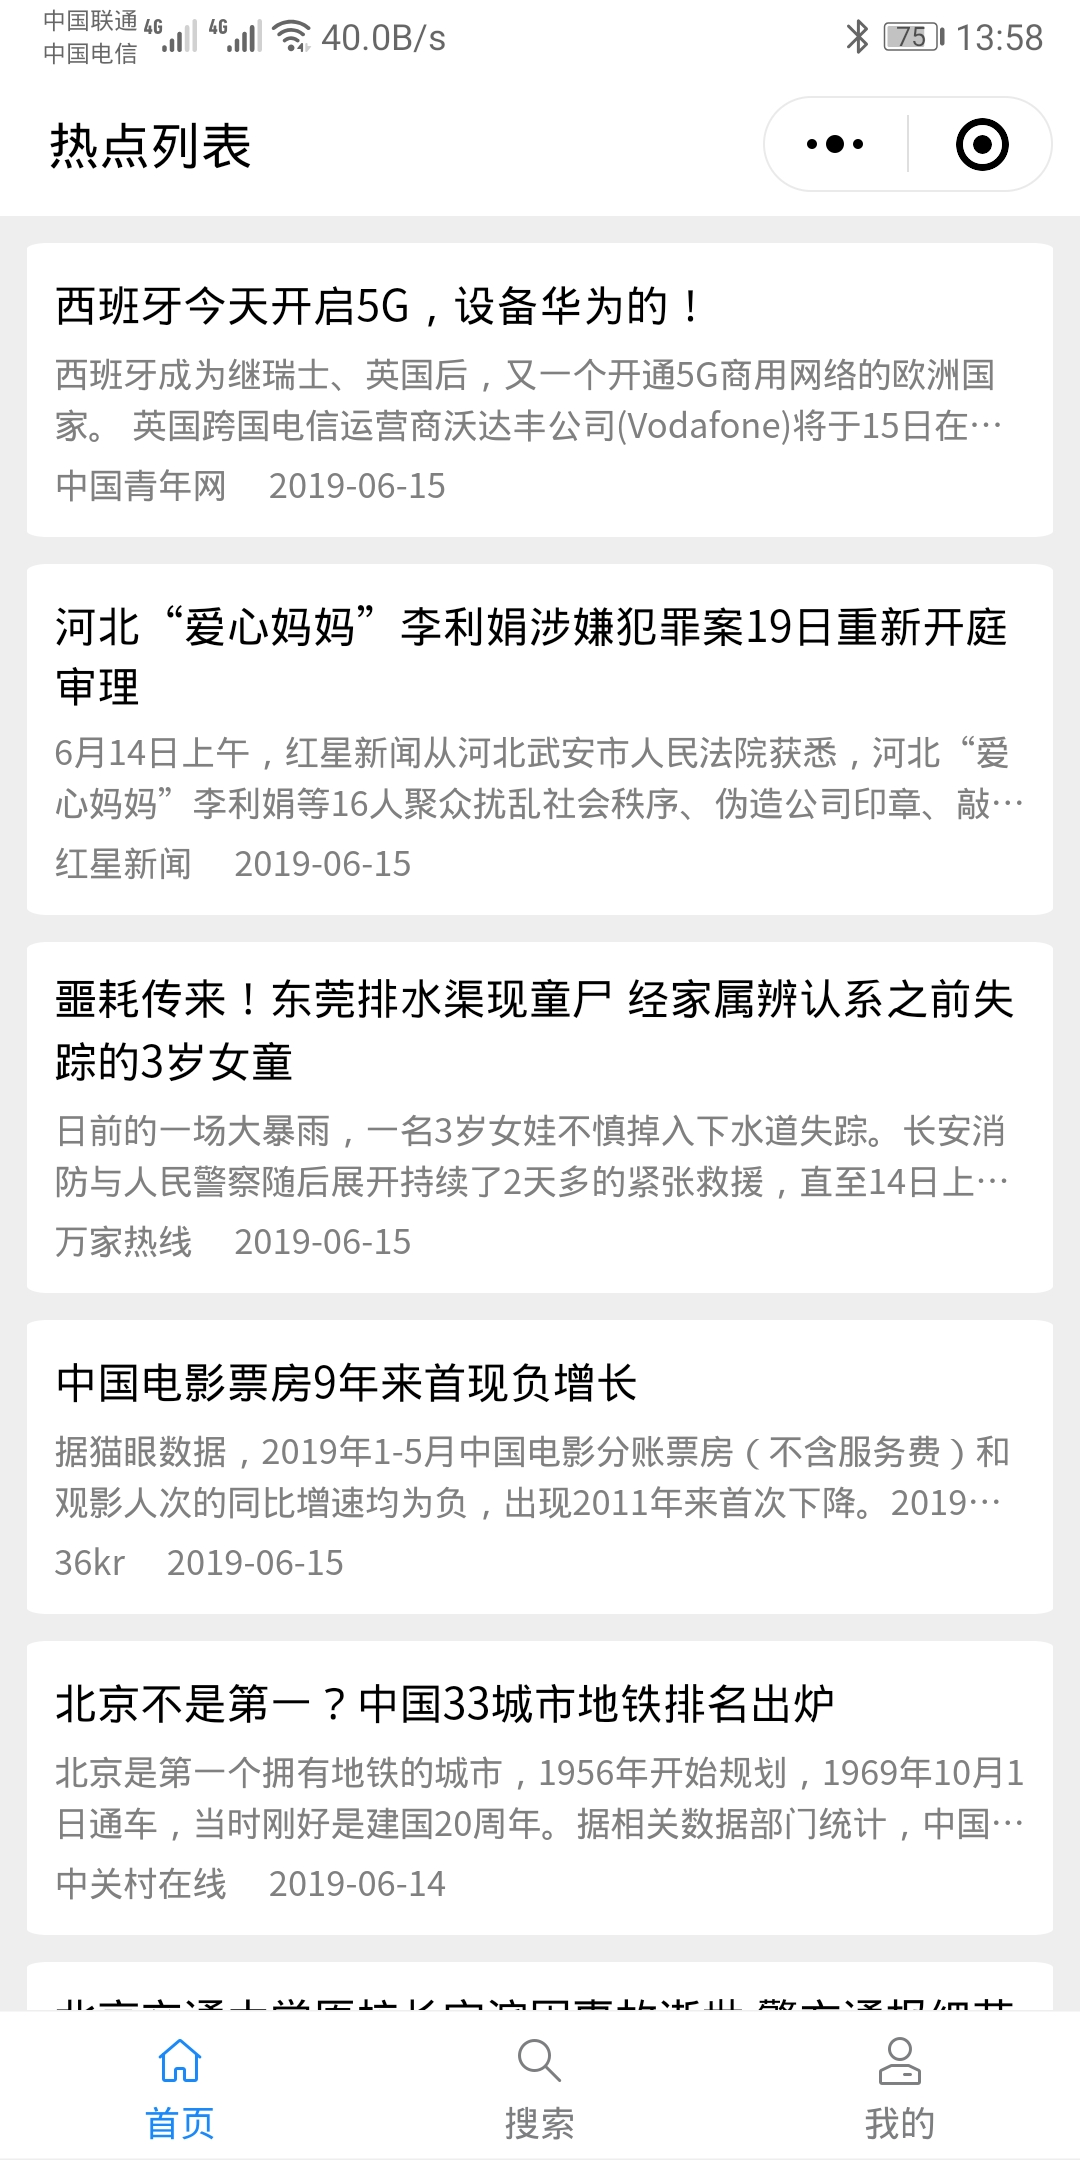 中国联通
中国电信
4G 4G 40.0B/s 75 13:58
热点列表
西班牙今天开启5G，设备华为的！
西班牙成为继瑞士、英国后，又一个开通5G商用网络的欧洲国
家。 英国跨国电信运营商沃达丰公司(Vodafone)将于15日在…
中国青年网 2019-06-15
河北“爱心妈妈”李利娟涉嫌犯罪案19日重新开庭
审理
6月14日上午，红星新闻从河北武安市人民法院获悉，河北“爱
心妈妈”李利娟等16人聚众扰乱社会秩序、伪造公司印章、敲…
红星新闻 2019-06-15
噩耗传来！东莞排水渠现童尸 经家属辨认系之前失
踪的3岁女童
日前的一场大暴雨，一名3岁女娃不慎掉入下水道失踪。长安消
防与人民警察随后展开持续了2天多的紧张救援，直至14日上…
万家热线 2019-06-15
中国电影票房9年来首现负增长
据猫眼数据，2019年1-5月中国电影分账票房（不含服务费）和
观影人次的同比增速均为负，出现2011年来首次下降。2019…
36kr 2019-06-15
北京不是第一？中国33城市地铁排名出炉
北京是第一个拥有地铁的城市，1956年开始规划，1969年10月1
日通车，当时刚好是建国20周年。据相关数据部门统计，中国…
中关村在线 2019-06-14
首页 搜索 我的